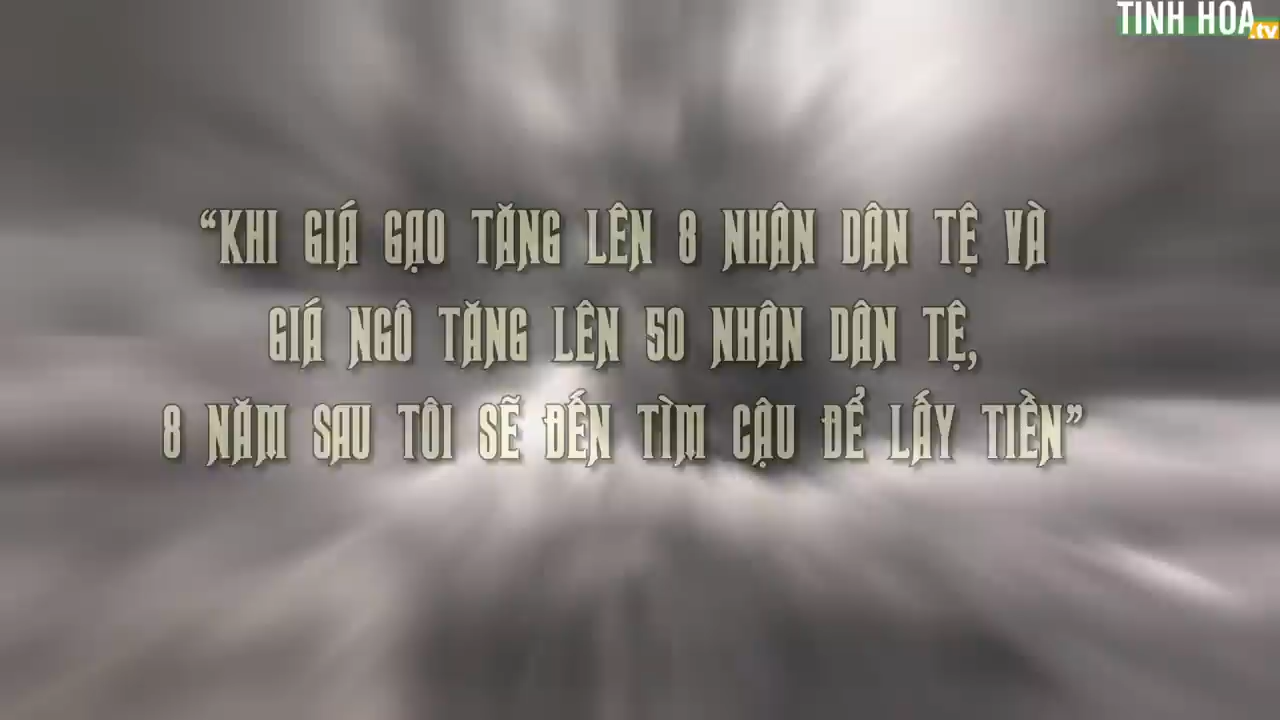 TINH HOA
.tv
“KHI GIÁ GẠO TĂNG LÊN 8 NHÂN DÂN TỆ VÀ
GIÁ NGÔ TĂNG LÊN 50 NHÂN DÂN TỆ,
8 NĂM SAU TÔI SẼ ĐẾN TÌM CẬU ĐỂ LẤY TIỀN”